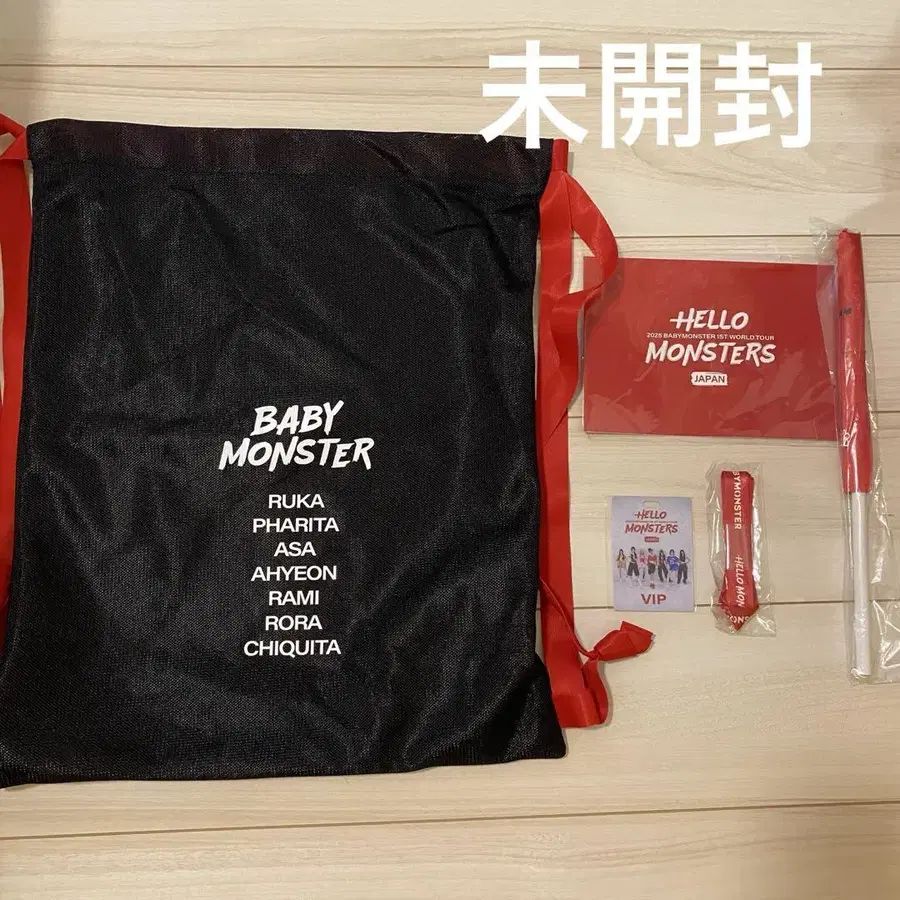 未開封
BABY
MONSTER
RUKA
PHARITA
ASA
AHYEON
RAMI
RORA
CHIQUITA
HELLO
2025 BABYMONSTER 1ST WORLD TOUR
MONSTERS
JAPAN
HELLO
MONSTERS
VIP
BYMONSTER
HELLO MON